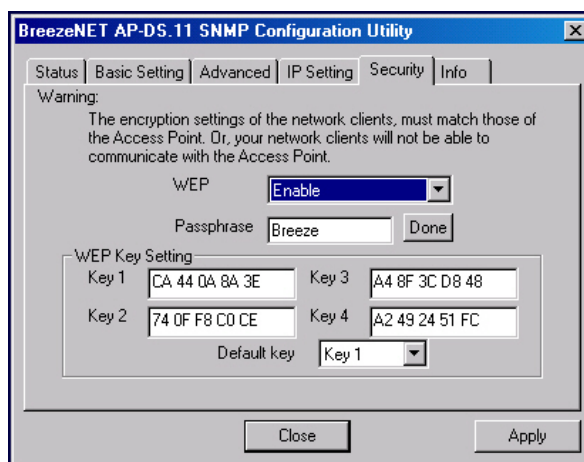 BreezeNET AP-DS.11 SNMP Configuration Utility
Status Basic Setting Advanced IP Setting Security Info
Warning:
The encryption settings of the network clients, must match those of
the Access Point. Or, your network clients will not be able to
communicate with the Access Point.
WEP Enable
Passphrase Breeze Done
WEP Key Setting
Key 1 CA 44 0A 8A 3E Key 3 A4 8F 3C D8 48
Key 2 74 0F F8 C0 CE Key 4 A2 49 24 51 FC
Default key Key 1
Close Apply